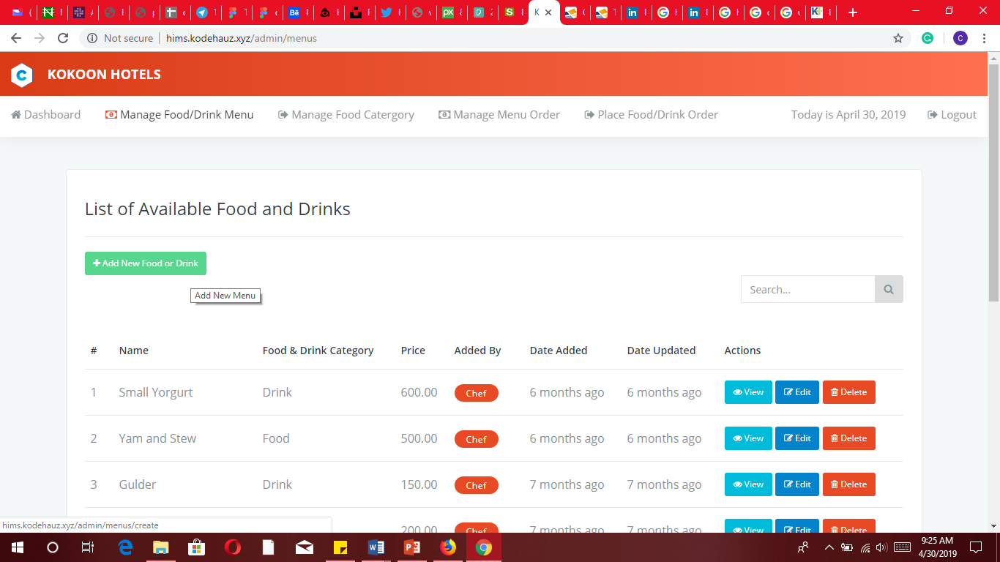 Not secure | hims.kodehauz.xyz/admin/menus
KOKOON HOTELS
Dashboard Manage Food/Drink Menu Manage Food Catergory Manage Menu Order Place Food/Drink Order Today is April 30, 2019 Logout
List of Available Food and Drinks
Add New Food or Drink
Add New Menu
Search...
# Name Food & Drink Category Price Added By Date Added Date Updated Actions
1 Small Yorgurt Drink 600.00 Chef 6 months ago 6 months ago View Edit Delete
2 Yam and Stew Food 500.00 Chef 6 months ago 6 months ago View Edit Delete
3 Gulder Drink 150.00 Chef 7 months ago 7 months ago View Edit Delete
200.00 Chef 7 months ago 7 months ago View Edit Delete
hims.kodehauz.xyz/admin/menus/create
9:25 AM
4/30/2019